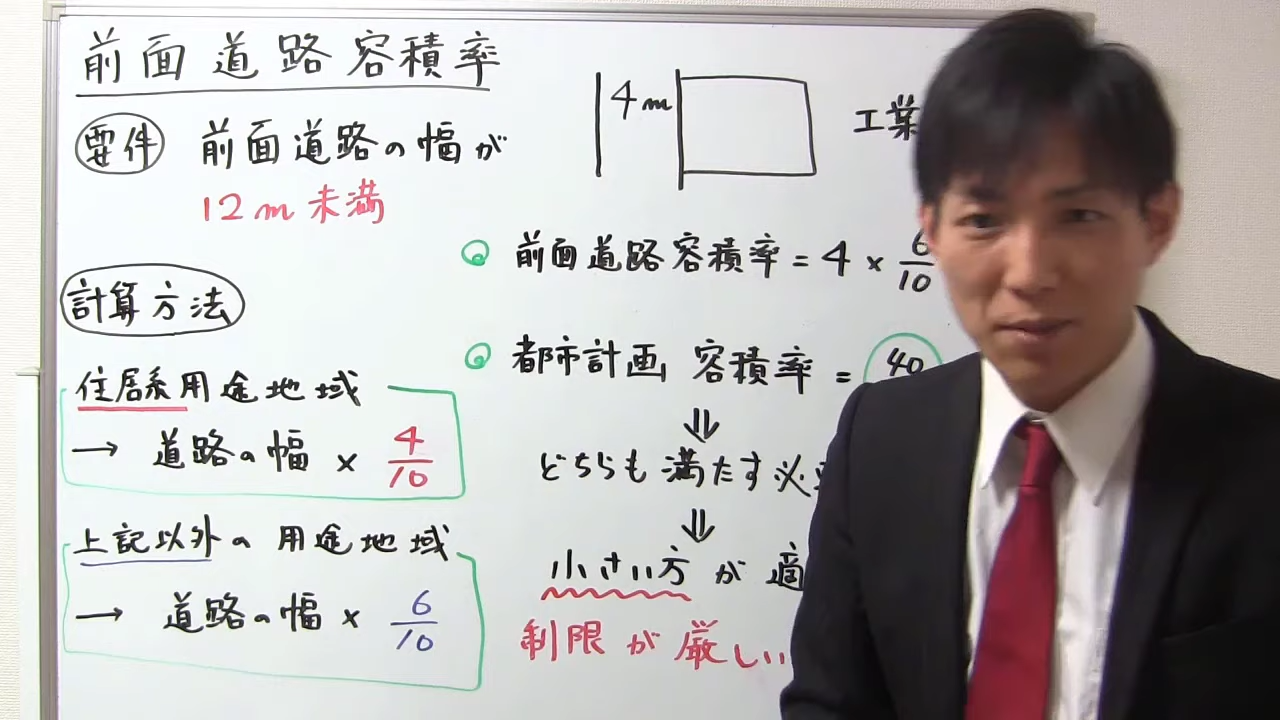 前面道路容積率
要件 前面道路の幅が
12m未満
計算方法
住居系用途地域
→ 道路の幅 × 4/10
上記以外の用途地域
→ 道路の幅 × 6/10
4m
工業
前面道路容積率 = 4 × 6/10
都市計画 容積率 = 40
⇓
どちらも満たす必
⇓
小さい方が適
制限が厳しい